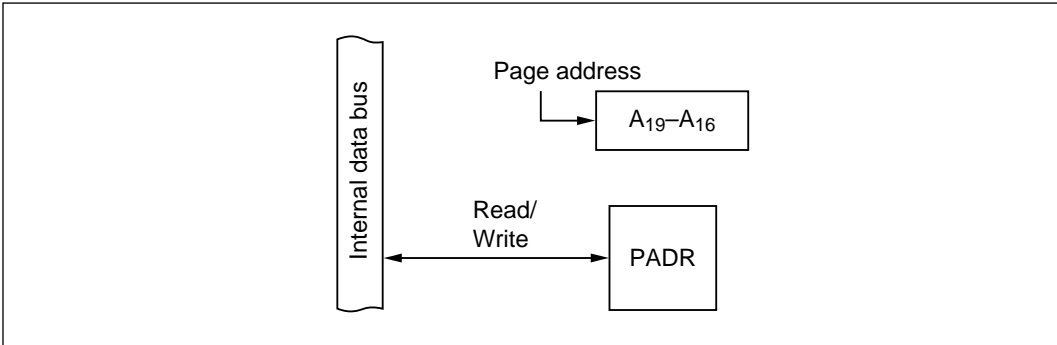 Internal data bus
Page address
A19–A16
Read/
Write
PADR